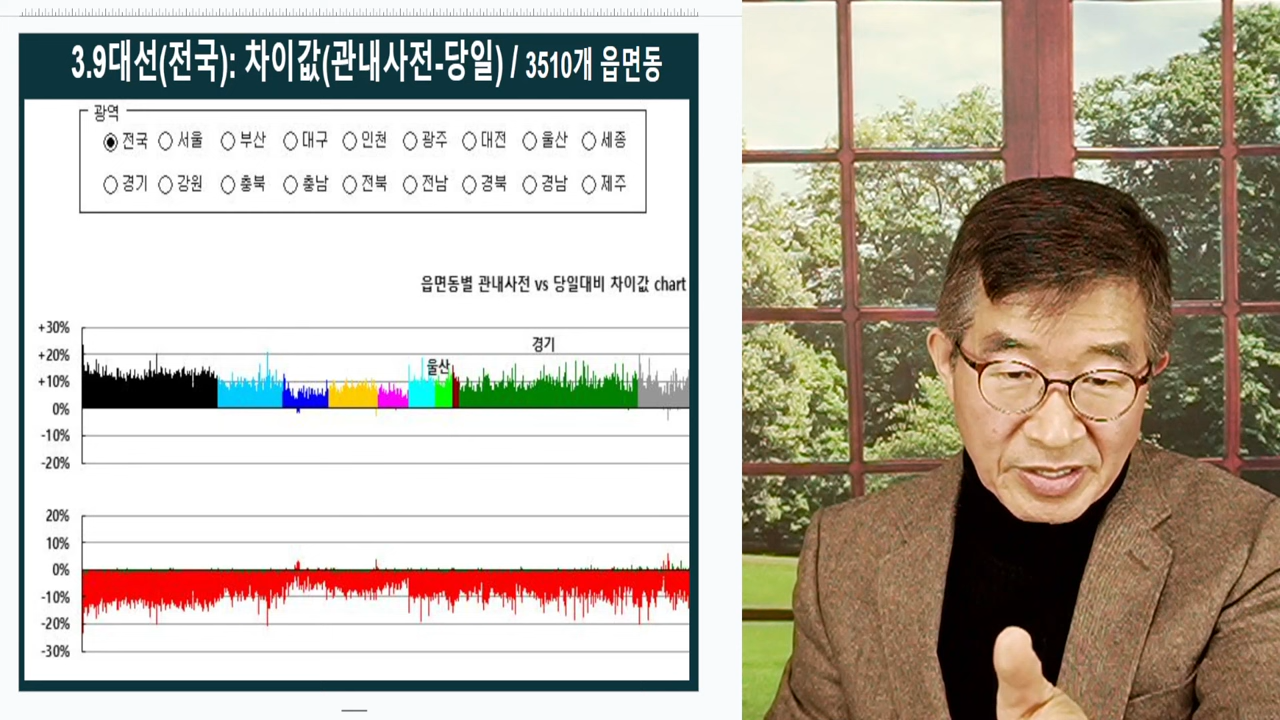 3.9대선(전국): 차이값(관내사전-당일) / 3510개 읍면동
광역
전국 서울 부산 대구 인천 광주 대전 울산 세종
경기 강원 충북 충남 전북 전남 경북 경남 제주
읍면동별 관내사전 vs 당일대비 차이값 chart
+30%
+20%
+10%
0%
-10%
-20%
울산
경기
20%
10%
0%
-10%
-20%
-30%